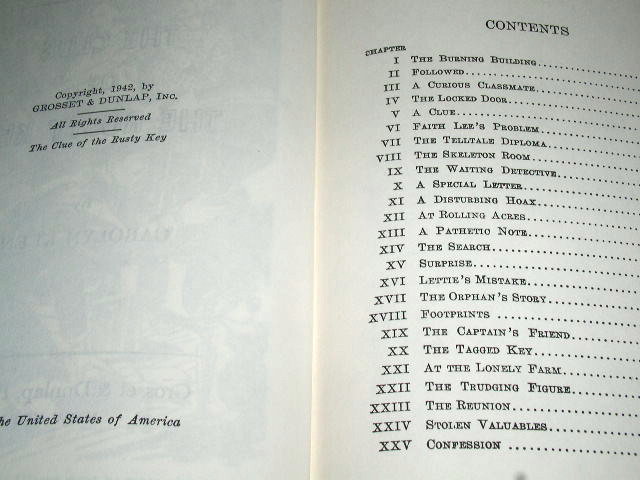 Copyright, 1942, by
GROSSET & DUNLAP, INC.
All Rights Reserved
The Clue of the Rusty Key
he United States of America
CONTENTS
CHAPTER
I THE BURNING BUILDING
II FOLLOWED
III A CURIOUS CLASSMATE
IV THE LOCKED DOOR
V A CLUE
VI FAITH LEE'S PROBLEM
VII THE TELLTALE DIPLOMA
VIII THE SKELETON ROOM
IX THE WAITING DETECTIVE
X A SPECIAL LETTER
XI A DISTURBING HOAX
XII AT ROLLING ACRES
XIII A PATHETIC NOTE
XIV THE SEARCH
XV SURPRISE
XVI LETTIE'S MISTAKE
XVII THE ORPHAN'S STORY
XVIII FOOTPRINTS
XIX THE CAPTAIN'S FRIEND
XX THE TAGGED KEY
XXI AT THE LONELY FARM
XXII THE TRUDGING FIGURE
XXIII THE REUNION
XXIV STOLEN VALUABLES
XXV CONFESSION